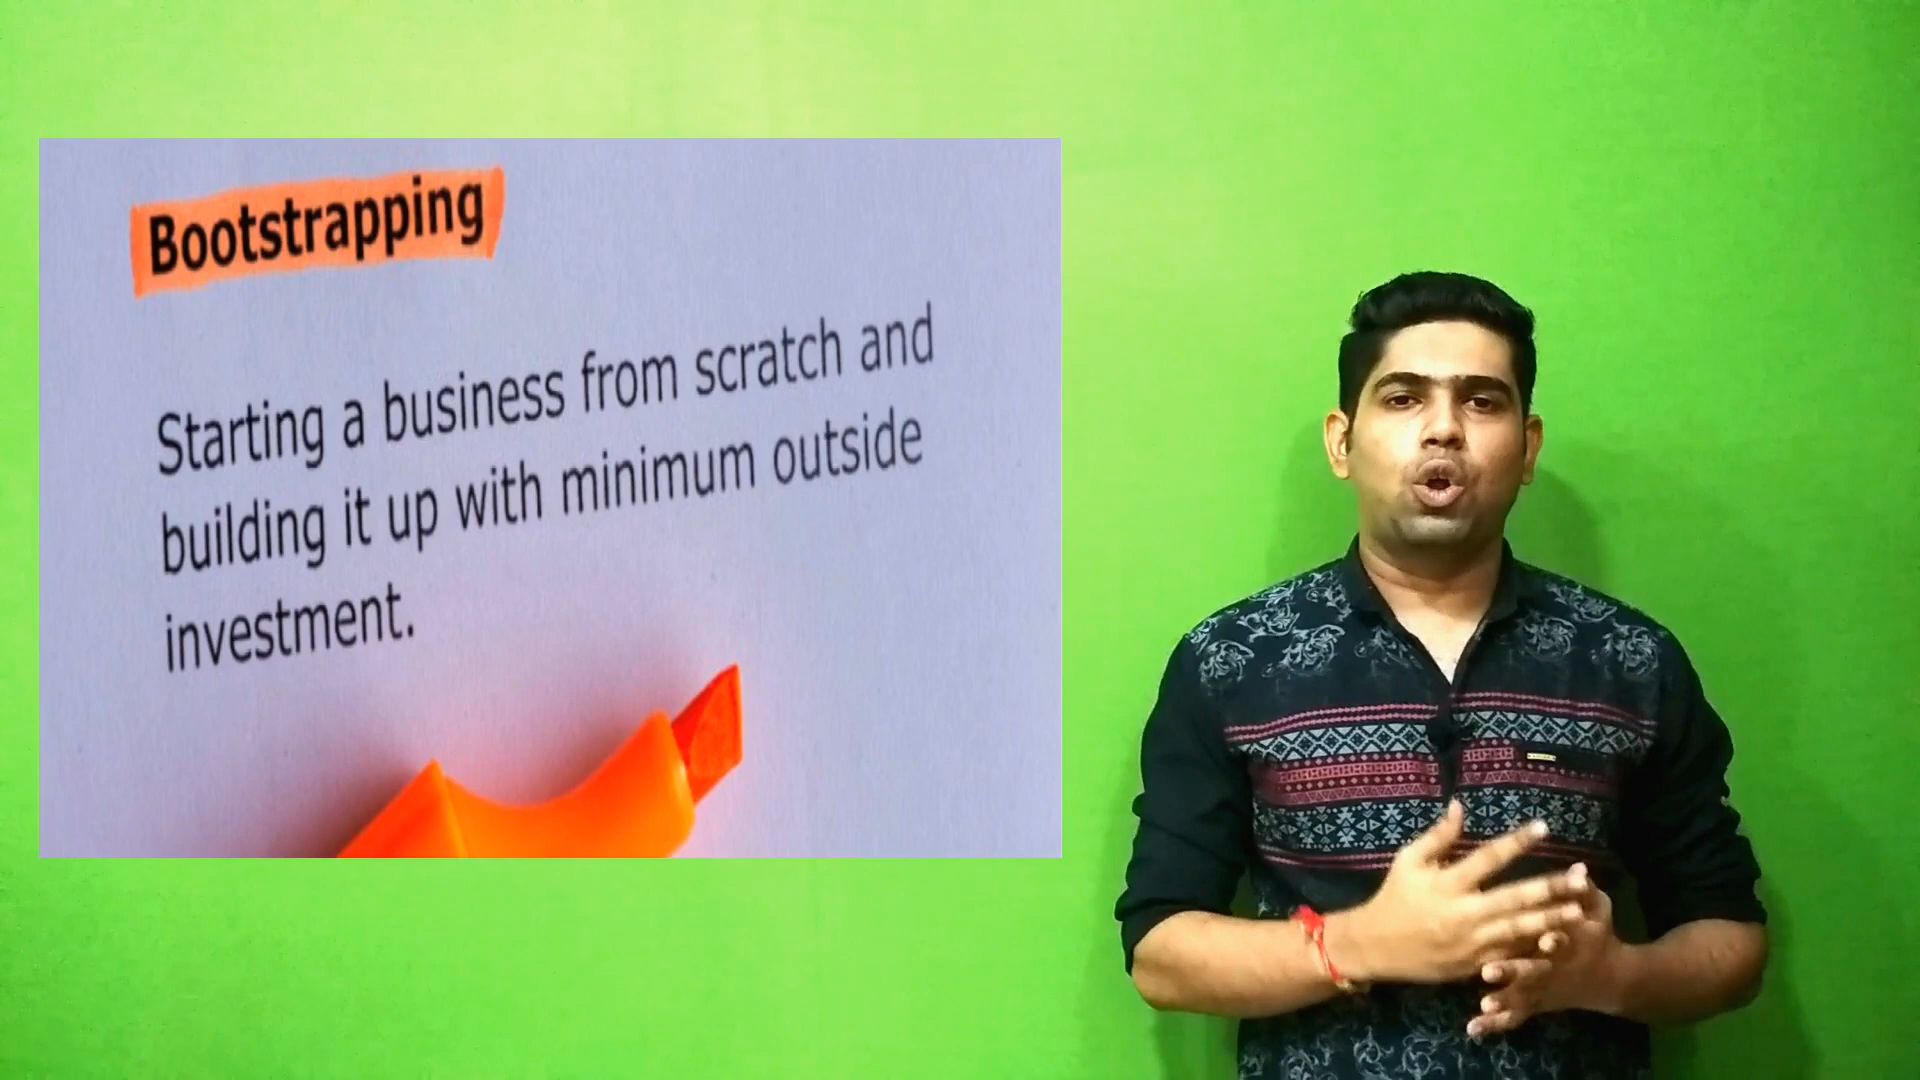 Bootstrapping
Starting a business from scratch and
building it up with minimum outside
investment.